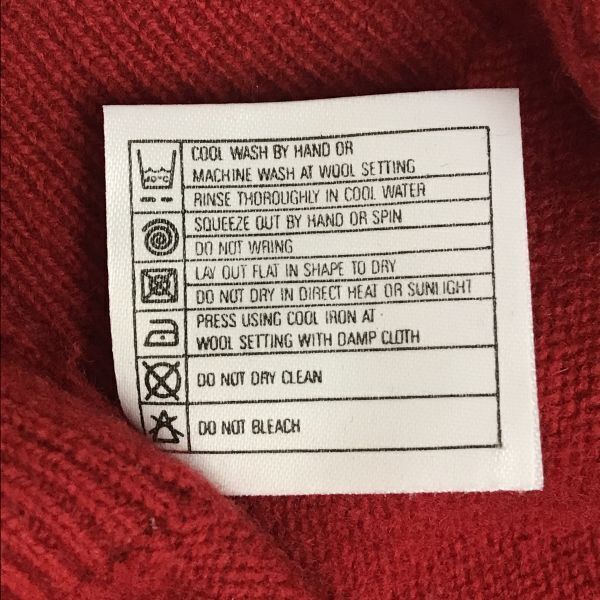 COOL WASH BY HAND OR
MACHINE WASH AT WOOL SETTING
RINSE THOROUGHLY IN COOL WATER
SQUEEZE OUT BY HAND OR SPIN
DO NOT WRING
LAY OUT FLAT IN SHAPE TO DRY
DO NOT DRY IN DIRECT HEAT OR SUNLIGHT
PRESS USING COOL IRON AT
WOOL SETTING WITH DAMP CLOTH
DO NOT DRY CLEAN
DO NOT BLEACH